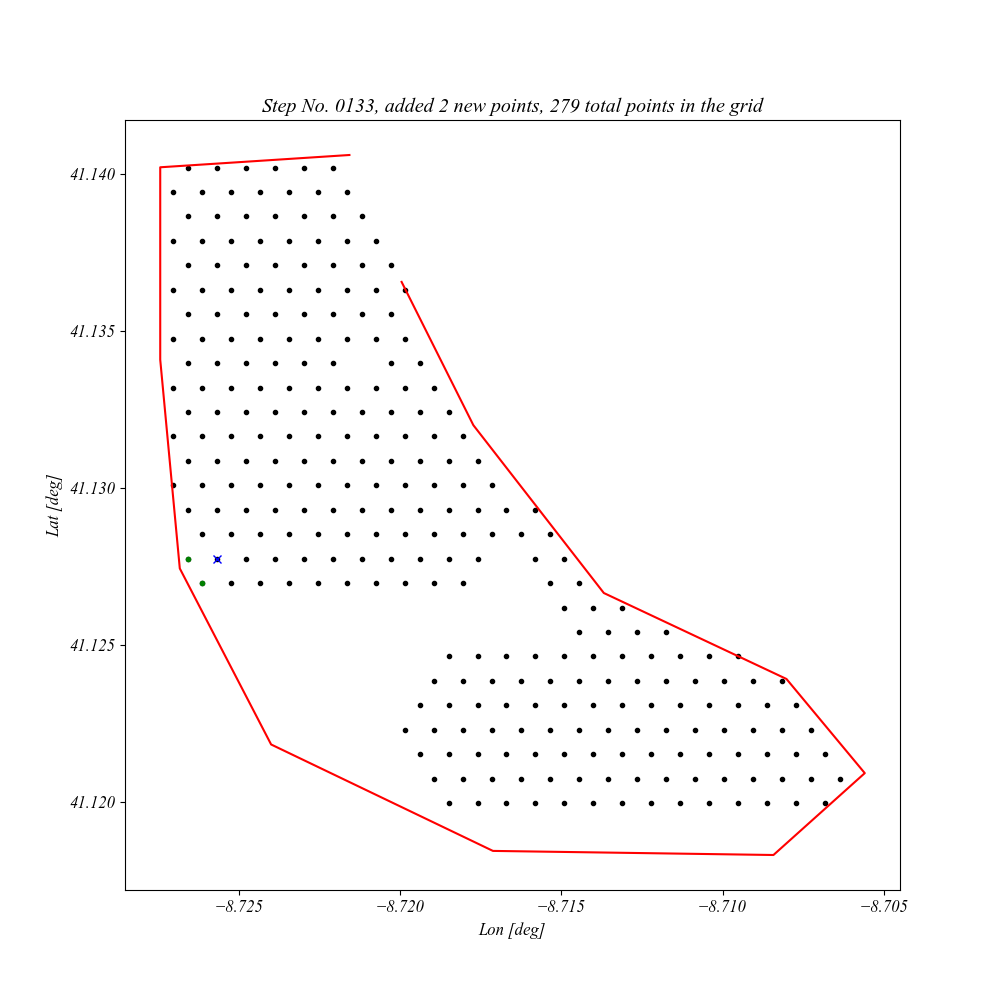 Step No. 0133, added 2 new points, 279 total points in the grid
41.140
41.135
41.130
41.125
41.120
Lat [deg]
−8.725 −8.720 −8.715 −8.710 −8.705
Lon [deg]